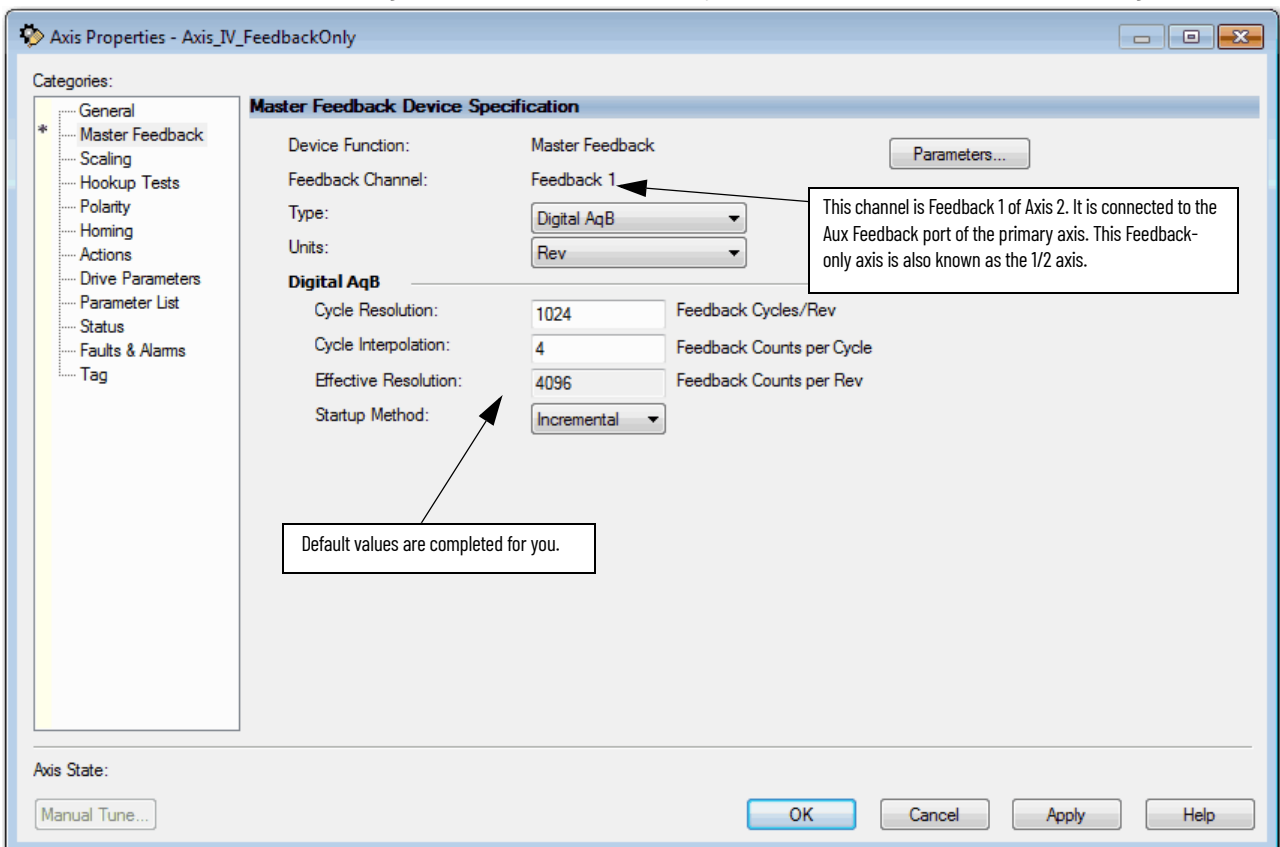 Axis Properties - Axis_IV_FeedbackOnly
Categories:
General
* Master Feedback
Scaling
Hookup Tests
Polarity
Homing
Actions
Drive Parameters
Parameter List
Status
Faults & Alarms
Tag
Master Feedback Device Specification
Device Function: Master Feedback Parameters...
Feedback Channel: Feedback 1
Type: Digital AqB
Units: Rev
This channel is Feedback 1 of Axis 2. It is connected to the
Aux Feedback port of the primary axis. This Feedback-
only axis is also known as the 1/2 axis.
Digital AqB
Cycle Resolution: 1024 Feedback Cycles/Rev
Cycle Interpolation: 4 Feedback Counts per Cycle
Effective Resolution: 4096 Feedback Counts per Rev
Startup Method: Incremental
Default values are completed for you.
Axis State:
Manual Tune... OK Cancel Apply Help